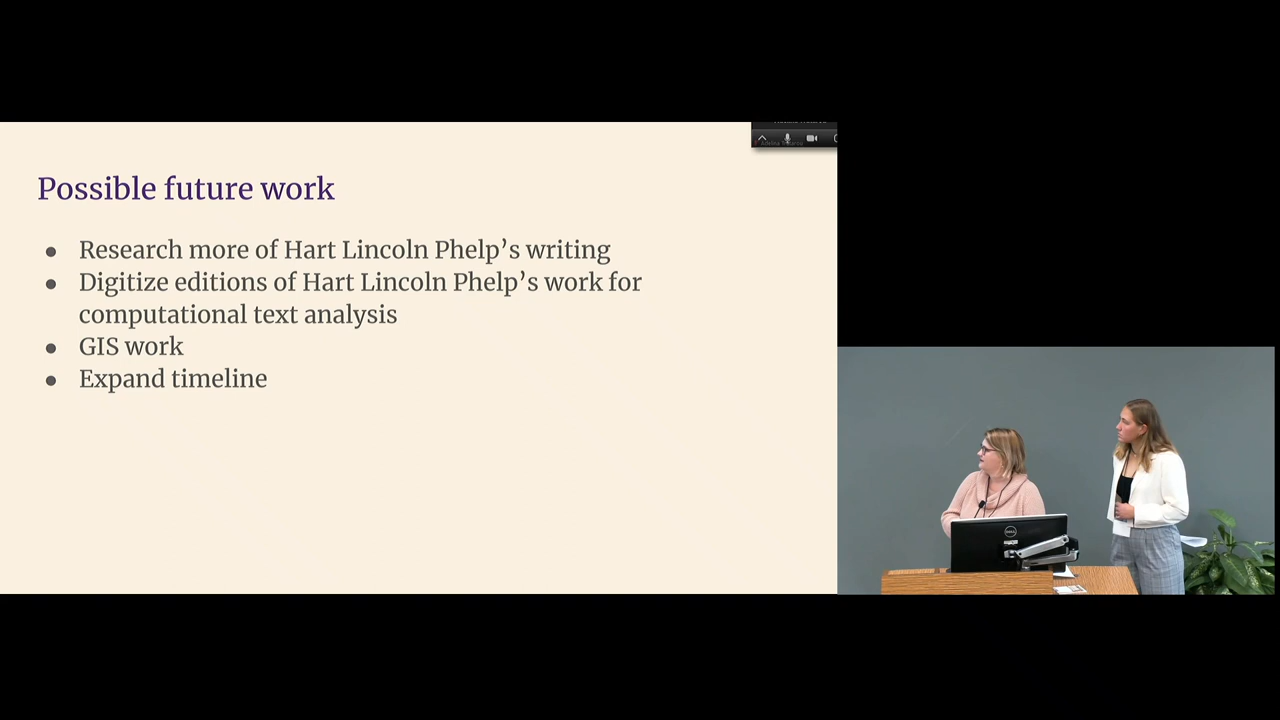 Possible future work
● Research more of Hart Lincoln Phelp’s writing
● Digitize editions of Hart Lincoln Phelp’s work for
computational text analysis
● GIS work
● Expand timeline
DELL